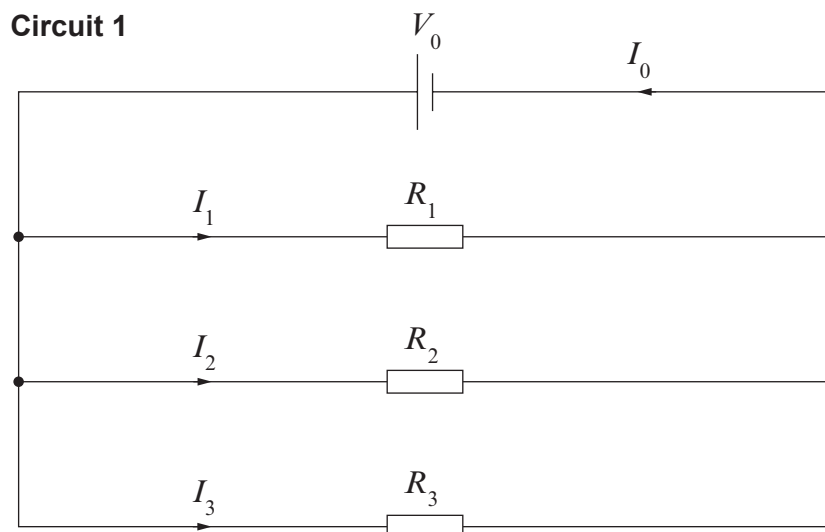 Circuit 1
V₀
I₀
I₁
R₁
I₂
R₂
I₃
R₃